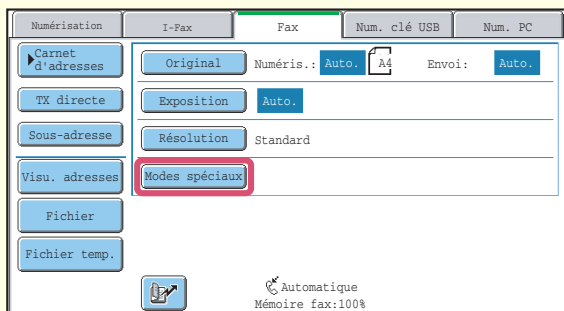 Numérisation I-Fax Fax Num. clé USB Num. PC
Carnet d'adresses
Original Numéris.: Auto. A4 Envoi: Auto.
TX directe
Exposition Auto.
Sous-adresse
Résolution Standard
Visu. adresses
Modes spéciaux
Fichier
Fichier temp.
Automatique
Mémoire fax:100%